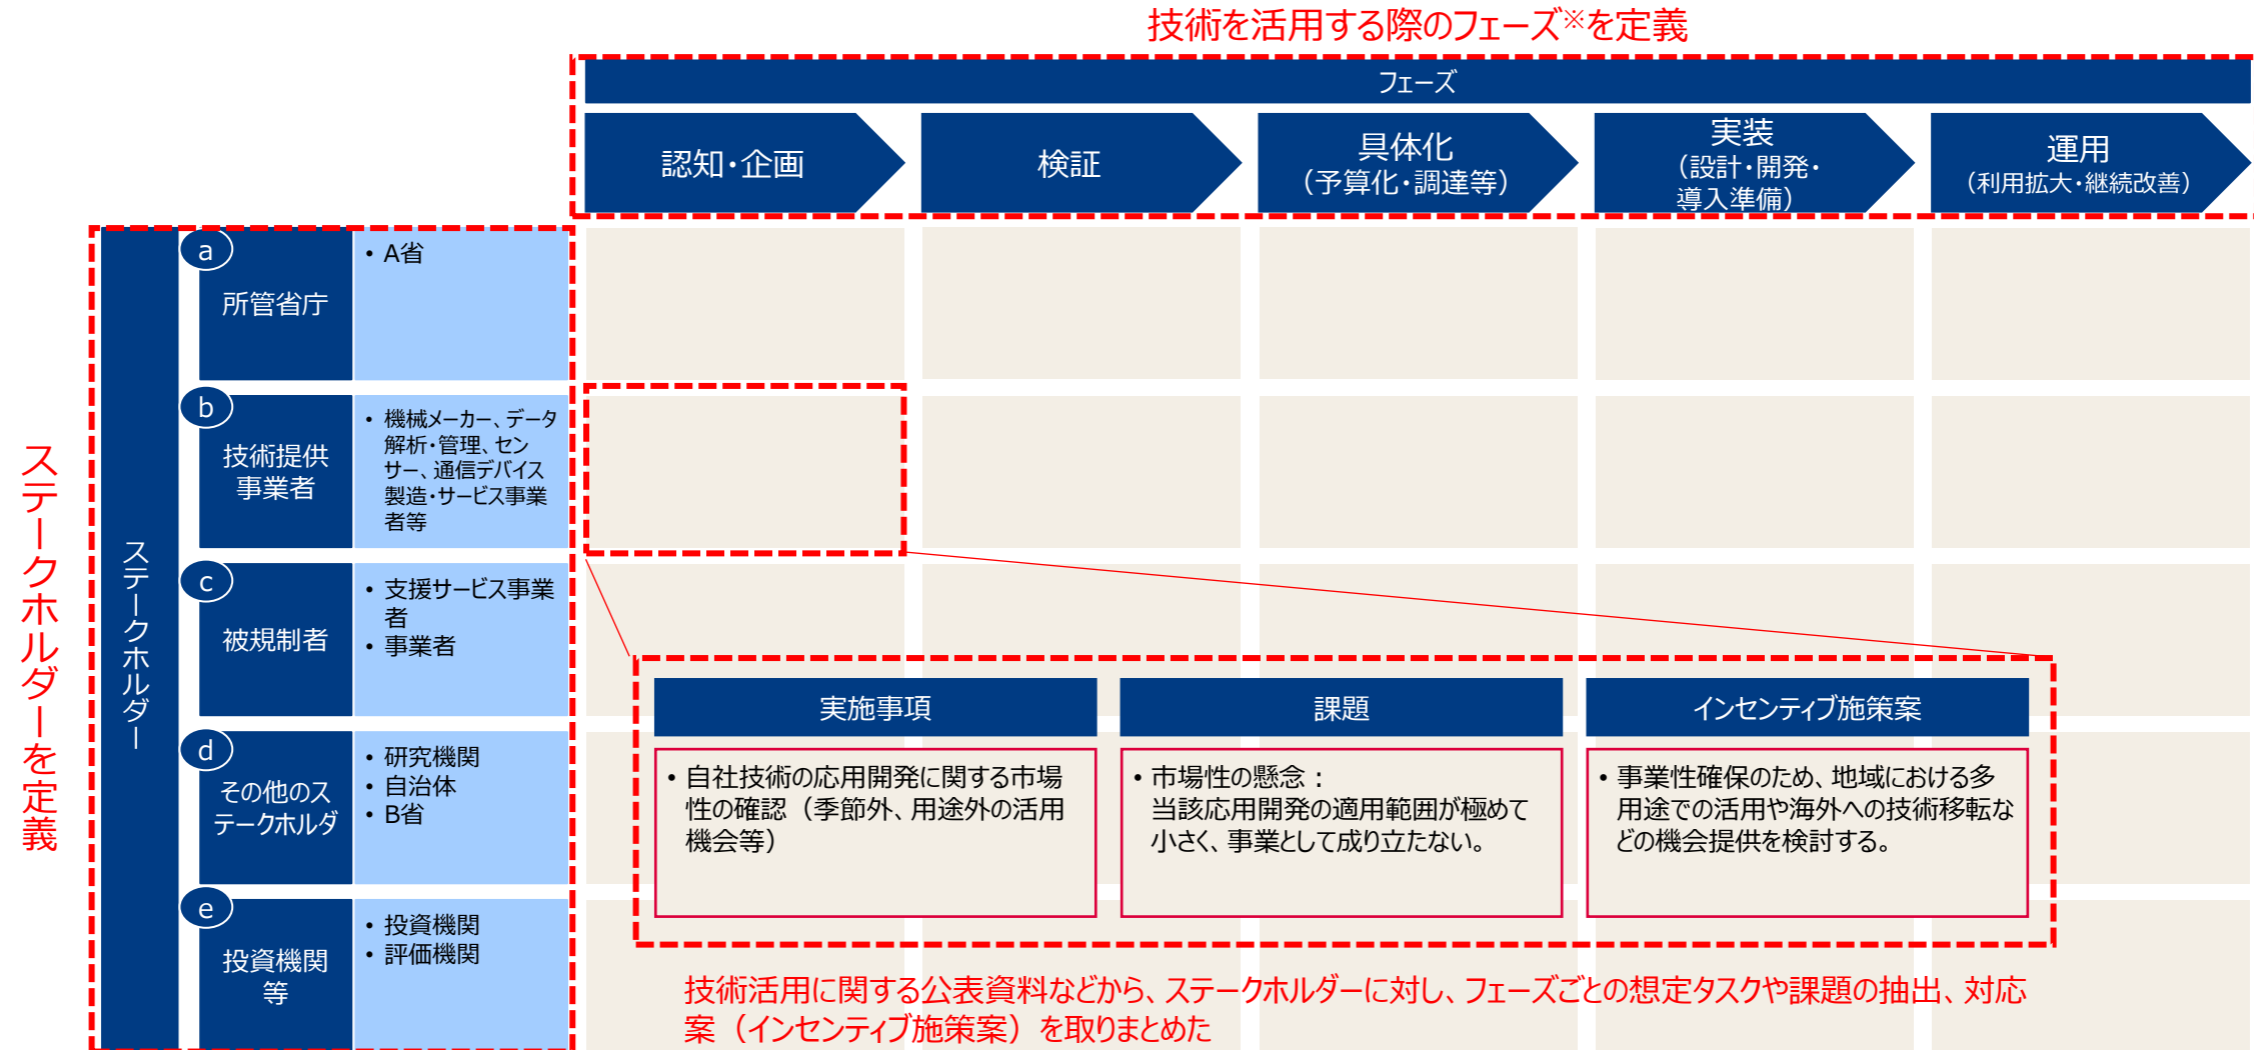 技術を活用する際のフェーズ※を定義
フェーズ
認知・企画
検証
具体化
（予算化・調達等）
実装
（設計・開発・
導入準備）
運用
（利用拡大・継続改善）
ステークホルダーを定義
ステークホルダー
a
所管省庁
• A省
b
技術提供
事業者
• 機械メーカー、データ
解析・管理、セン
サー、通信デバイス
製造・サービス事業
者等
c
被規制者
• 支援サービス事業
者
• 事業者
d
その他のス
テークホルダ
• 研究機関
• 自治体
• B省
e
投資機関
等
• 投資機関
• 評価機関
実施事項
• 自社技術の応用開発に関する市場
性の確認（季節外、用途外の活用
機会等）
課題
• 市場性の懸念：
当該応用開発の適用範囲が極めて
小さく、事業として成り立たない。
インセンティブ施策案
• 事業性確保のため、地域における多
用途での活用や海外への技術移転な
どの機会提供を検討する。
技術活用に関する公表資料などから、ステークホルダーに対し、フェーズごとの想定タスクや課題の抽出、対応
案（インセンティブ施策案）を取りまとめた